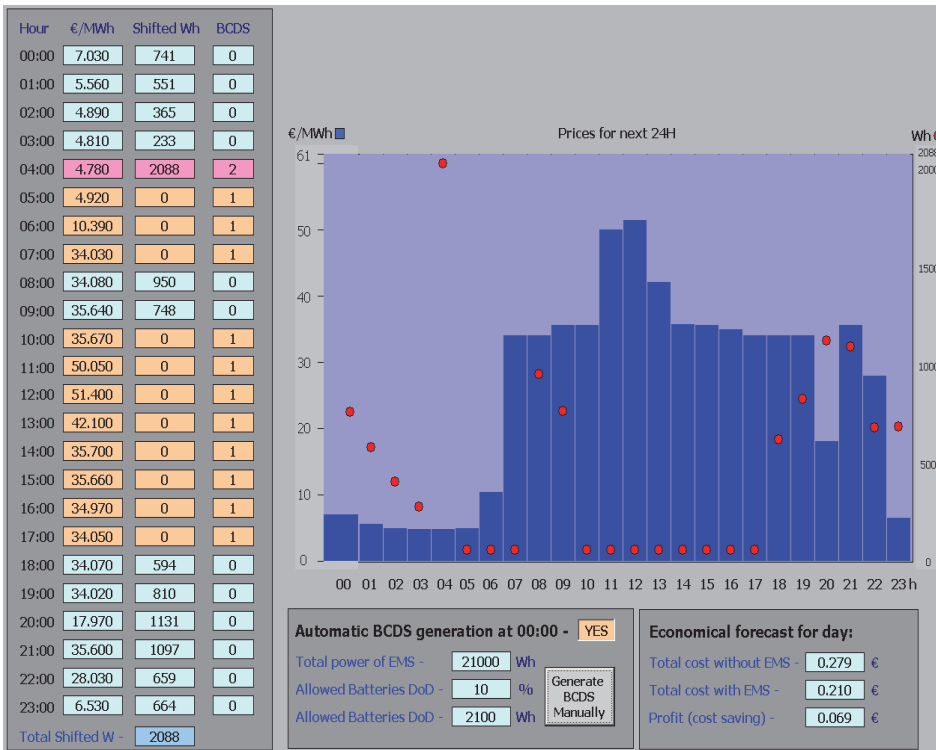 Hour €/MWh Shifted Wh BCDS
00:00 7.030 741 0
01:00 5.560 551 0
02:00 4.890 365 0
03:00 4.810 233 0
04:00 4.780 2088 2
05:00 4.920 0 1
06:00 10.390 0 1
07:00 34.030 0 1
08:00 34.080 950 0
09:00 35.640 748 0
10:00 35.670 0 1
11:00 50.050 0 1
12:00 51.400 0 1
13:00 42.100 0 1
14:00 35.700 0 1
15:00 35.660 0 1
16:00 34.970 0 1
17:00 34.050 0 1
18:00 34.070 594 0
19:00 34.020 810 0
20:00 17.970 1131 0
21:00 35.600 1097 0
22:00 28.030 659 0
23:00 6.530 664 0
Total Shifted W - 2088
€/MWh Prices for next 24H Wh
61 2088
2000
50
1500
40
30 1000
20
500
10
0 0
00 01 02 03 04 05 06 07 08 09 10 11 12 13 14 15 16 17 18 19 20 21 22 23 h
Automatic BCDS generation at 00:00 - YES
Total power of EMS - 21000 Wh
Allowed Batteries DoD - 10 %
Allowed Batteries DoD - 2100 Wh
Generate
BCDS
Manually
Economical forecast for day:
Total cost without EMS - 0.279 €
Total cost with EMS - 0.210 €
Profit (cost saving) - 0.069 €